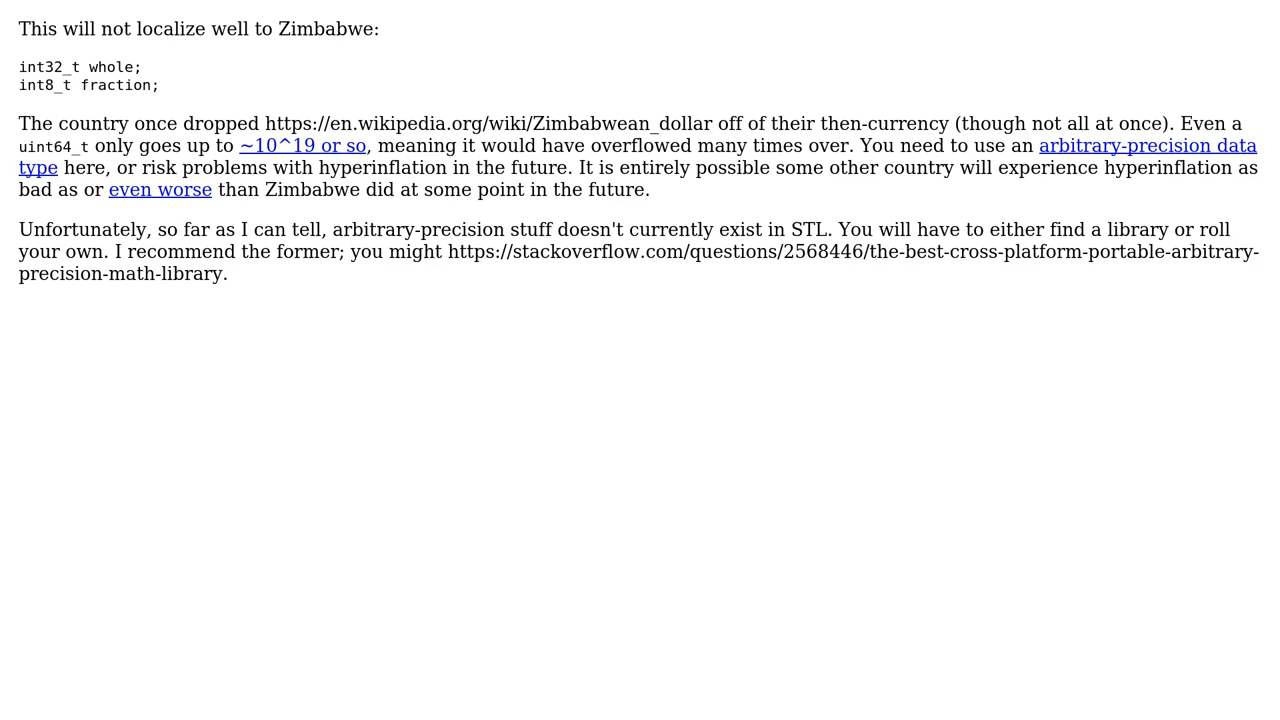 This will not localize well to Zimbabwe:
int32_t whole;
int8_t fraction;
The country once dropped https://en.wikipedia.org/wiki/Zimbabwean_dollar off of their then-currency (though not all at once). Even a
uint64_t only goes up to ~10^19 or so, meaning it would have overflowed many times over. You need to use an arbitrary-precision data
type here, or risk problems with hyperinflation in the future. It is entirely possible some other country will experience hyperinflation as
bad as or even worse than Zimbabwe did at some point in the future.
Unfortunately, so far as I can tell, arbitrary-precision stuff doesn't currently exist in STL. You will have to either find a library or roll
your own. I recommend the former; you might https://stackoverflow.com/questions/2568446/the-best-cross-platform-portable-arbitrary-
precision-math-library.